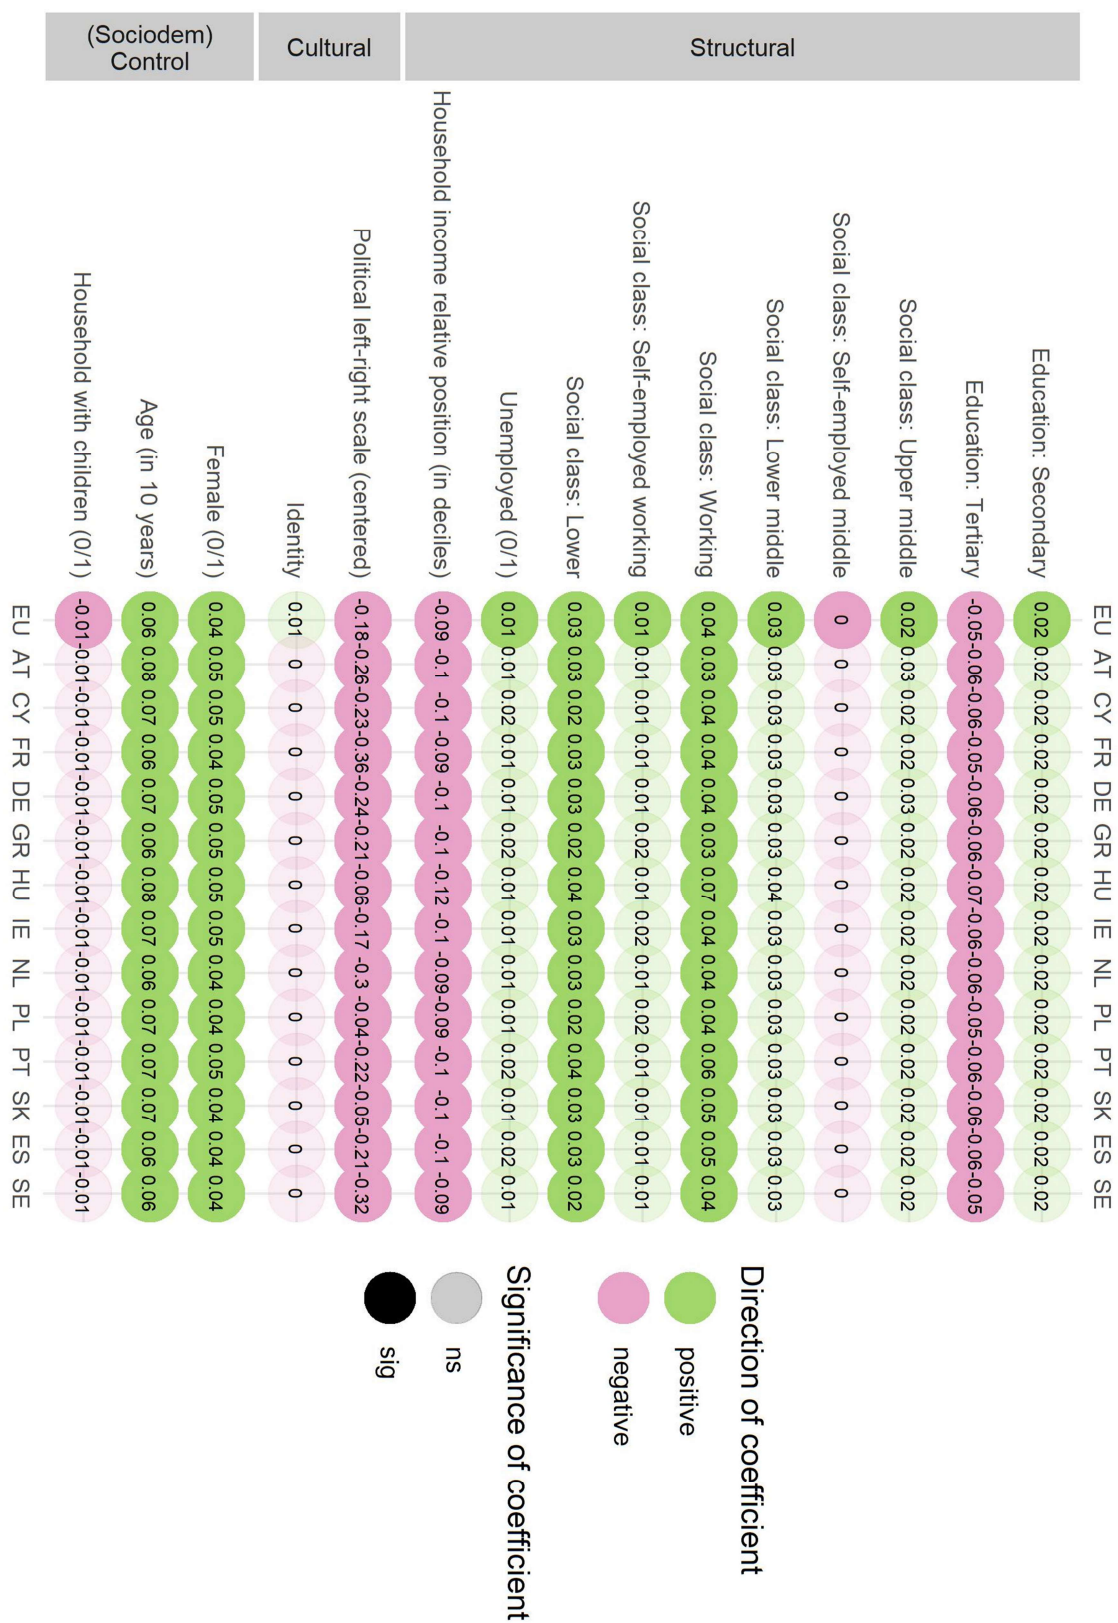 EU AT CY FR DE GR HU IE NL PL PT SK ES SE
Structural
Education: Secondary 0.02 0.02 0.02 0.02 0.02 0.02 0.02 0.02 0.02 0.02 0.02 0.02 0.02 0.02
Education: Tertiary -0.05 -0.06 -0.06 -0.05 -0.06 -0.06 -0.07 -0.06 -0.06 -0.05 -0.06 -0.06 -0.06 -0.05
Social class: Upper middle 0.02 0.03 0.02 0.02 0.03 0.02 0.02 0.02 0.02 0.02 0.02 0.02 0.02 0.02
Social class: Self-employed middle 0 0 0 0 0 0 0 0 0 0 0 0 0 0
Social class: Lower middle 0.03 0.03 0.03 0.03 0.03 0.03 0.04 0.03 0.03 0.03 0.03 0.03 0.03 0.03
Social class: Working 0.04 0.03 0.04 0.04 0.04 0.03 0.07 0.04 0.04 0.04 0.06 0.05 0.05 0.04
Social class: Self-employed working 0.01 0.01 0.01 0.01 0.01 0.02 0.01 0.02 0.01 0.02 0.01 0.01 0.01 0.01
Social class: Lower 0.03 0.03 0.02 0.03 0.03 0.02 0.04 0.03 0.03 0.02 0.04 0.03 0.03 0.02
Unemployed (0/1) 0.01 0.01 0.02 0.01 0.01 0.02 0.01 0.01 0.01 0.01 0.02 0.01 0.02 0.01
Household income relative position (in deciles) -0.09 -0.1 -0.1 -0.09 -0.1 -0.1 -0.12 -0.1 -0.09 -0.09 -0.1 -0.1 -0.1 -0.09
Cultural
Political left-right scale (centered) -0.18 -0.26 -0.23 -0.36 -0.24 -0.21 -0.06 -0.17 -0.3 -0.04 -0.22 -0.05 -0.21 -0.32
Identity 0.01 0 0 0 0 0 0 0 0 0 0 0 0 0
(Sociodem)
Control
Female (0/1) 0.04 0.05 0.05 0.04 0.05 0.05 0.05 0.05 0.04 0.04 0.05 0.04 0.04 0.04
Age (in 10 years) 0.06 0.08 0.07 0.06 0.07 0.06 0.08 0.07 0.06 0.07 0.07 0.07 0.06 0.06
Household with children (0/1) -0.01 -0.01 -0.01 -0.01 -0.01 -0.01 -0.01 -0.01 -0.01 -0.01 -0.01 -0.01 -0.01 -0.01
EU AT CY FR DE GR HU IE NL PL PT SK ES SE
Direction of coefficient
positive
negative
Significance of coefficient
ns
sig